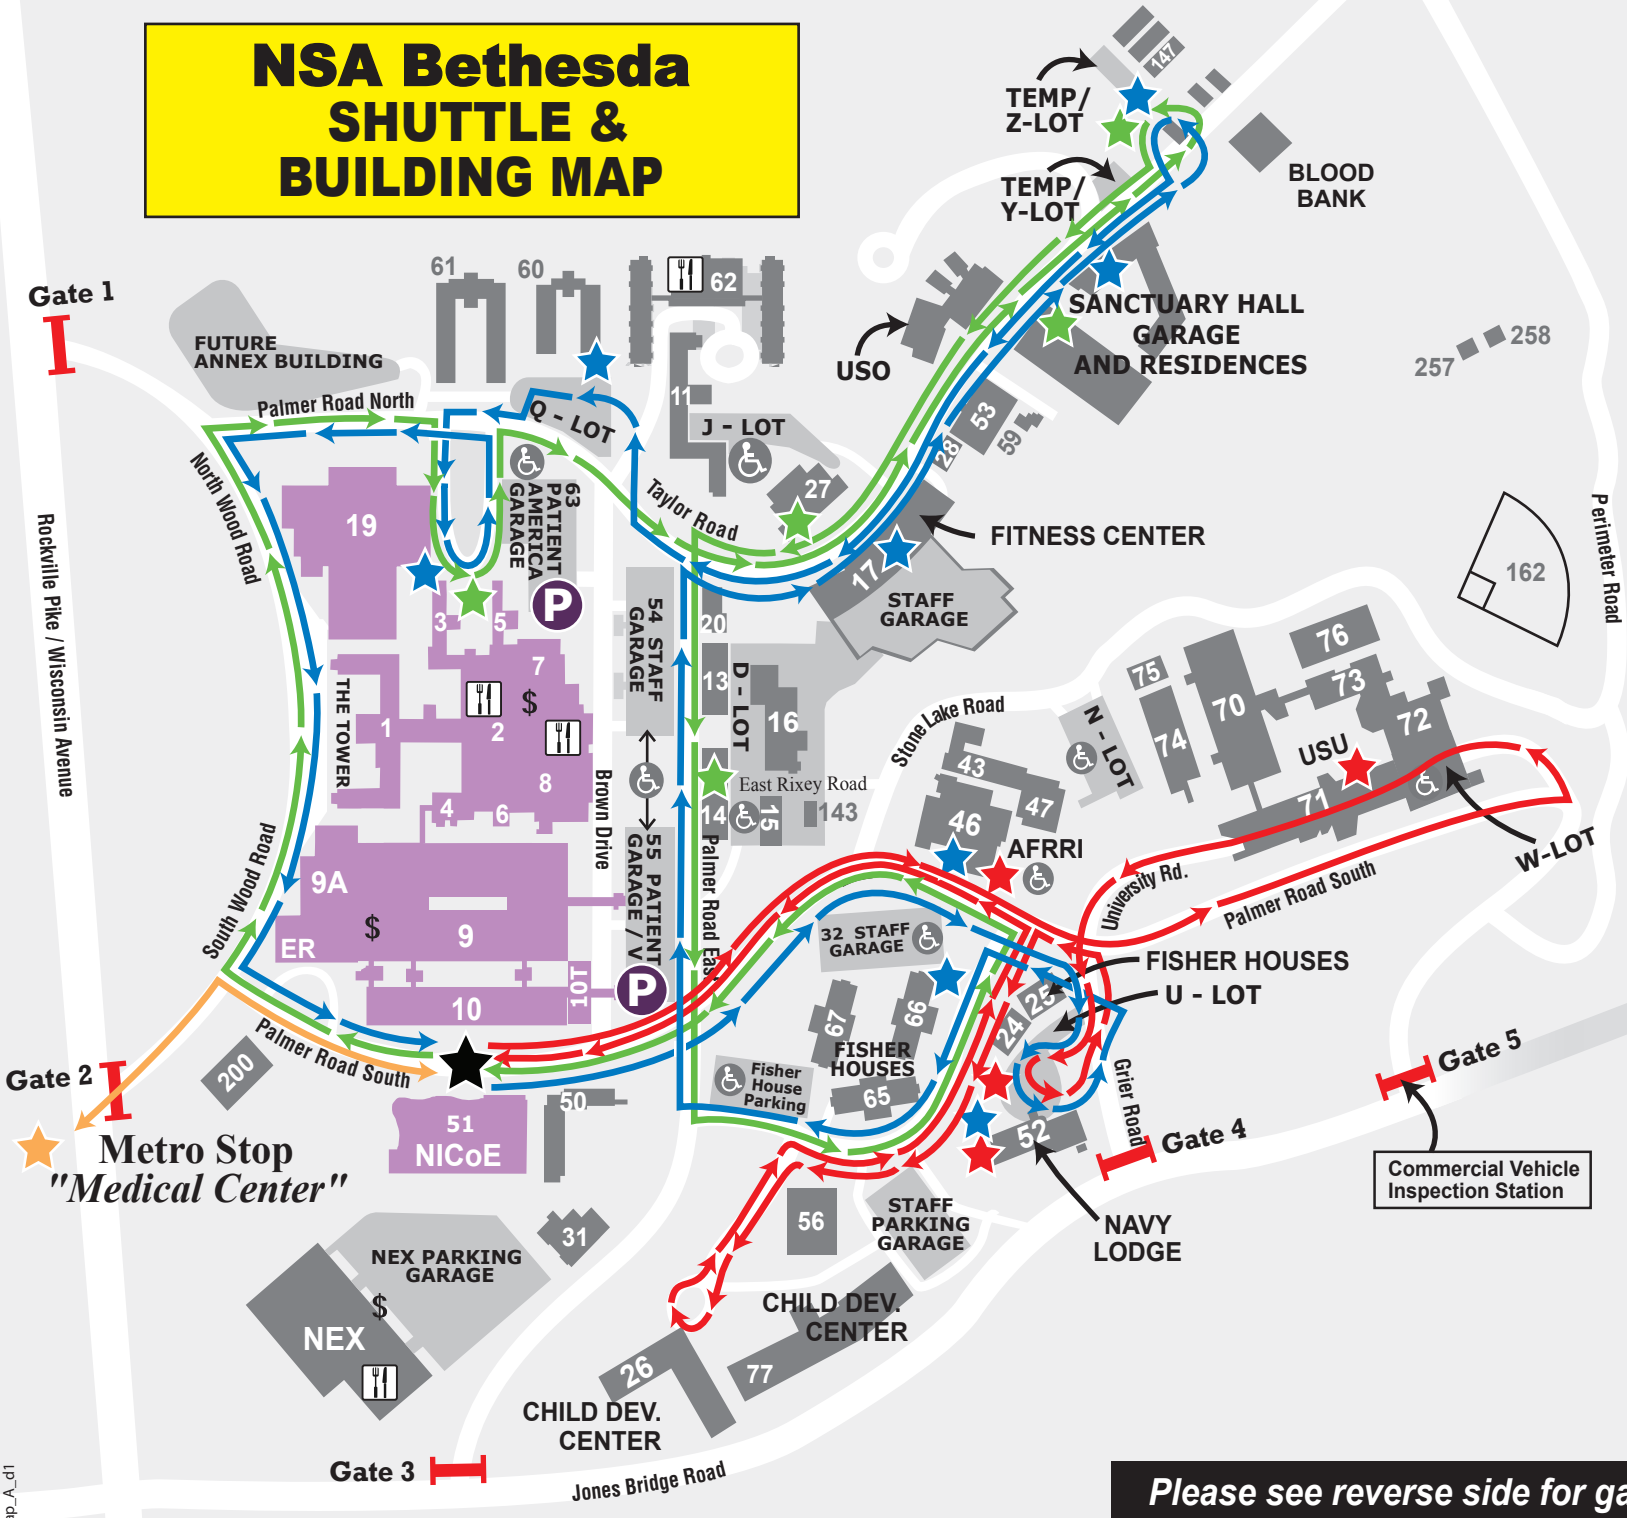 NSA Bethesda
SHUTTLE &
BUILDING MAP
147
TEMP/
Z-LOT
BLOOD
BANK
TEMP/
Y-LOT
61
60
62
Gate 1
SANCTUARY HALL
GARAGE
AND RESIDENCES
USO
258
257
FUTURE
ANNEX BUILDING
Palmer Road North
11
Q - LOT
J - LOT
53
59
28
North Wood Road
27
Taylor Road
63
PATIENT
AMERICA
GARAGE
19
FITNESS CENTER
17
STAFF
GARAGE
162
Perimeter Road
Rockville Pike / Wisconsin Avenue
P
3
5
54 STAFF
GARAGE
20
7
$
13
D - LOT
16
THE TOWER
1
2
8
4
6
Brown Drive
East Rixey Road
14
15
143
Stone Lake Road
43
47
46
AFRRI
N - LOT
75
74
70
76
73
72
USU
71
W-LOT
South Wood Road
9A
ER
$
9
55 PATIENT
GARAGE / V
Palmer Road East
10
10T
P
University Rd.
Palmer Road South
32 STAFF
GARAGE
FISHER HOUSES
U - LOT
25
24
67
66
FISHER
HOUSES
65
Fisher
House
Parking
Palmer Road South
200
Gate 2
Metro Stop
"Medical Center"
50
51
NICoE
52
Grier Road
Gate 4
Gate 5
Commercial Vehicle
Inspection Station
NAVY
LODGE
56
STAFF
PARKING
GARAGE
31
NEX PARKING
GARAGE
$
NEX
CHILD DEV.
CENTER
77
26
CHILD DEV.
CENTER
Gate 3
Jones Bridge Road
ap_A_d1
Please see reverse side for ga